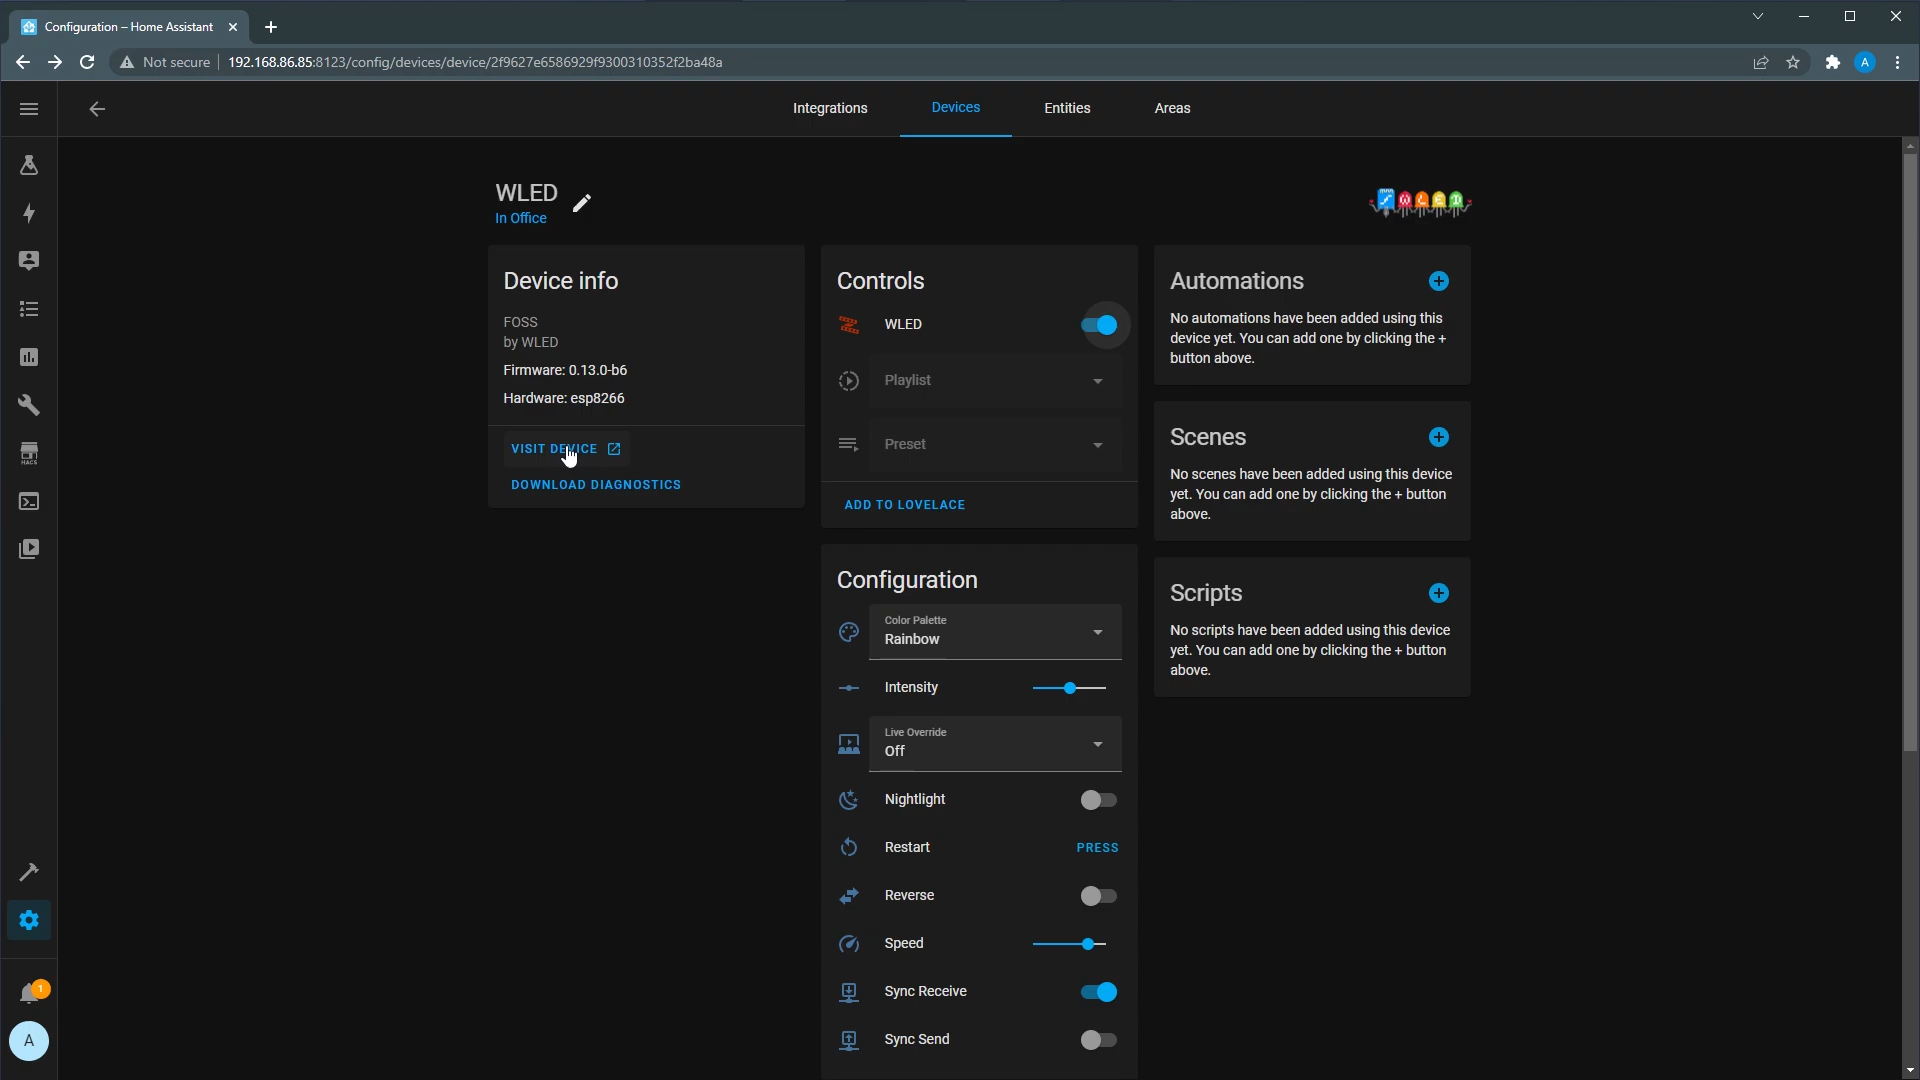 Configuration – Home Assistant
Not secure
192.168.86.85:8123/config/devices/device/2f9627e6586929f9300310352f2ba48a
A
Integrations
Devices
Entities
Areas
WLED
In Office
WLED
Device info
FOSS
by WLED
Firmware: 0.13.0-b6
Hardware: esp8266
VISIT DEVICE
DOWNLOAD DIAGNOSTICS
Controls
WLED
Playlist
Preset
ADD TO LOVELACE
Configuration
Color Palette
Rainbow
Intensity
Live Override
Off
Nightlight
Restart
PRESS
Reverse
Speed
Sync Receive
Sync Send
Automations
No automations have been added using this
device yet. You can add one by clicking the +
button above.
Scenes
No scenes have been added using this device
yet. You can add one by clicking the + button
above.
Scripts
No scripts have been added using this device
yet. You can add one by clicking the + button
above.
HACS
1
A